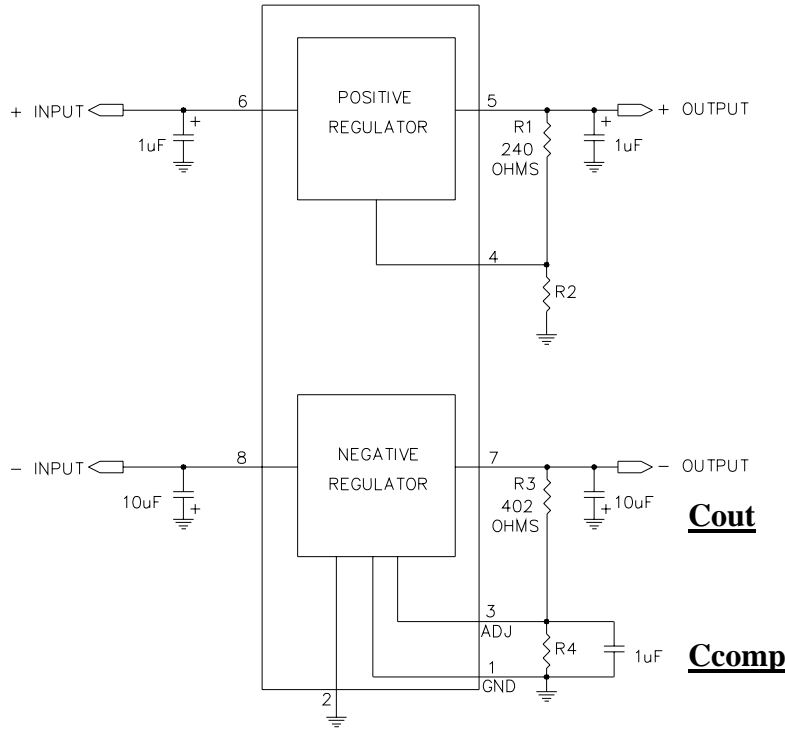 POSITIVE
REGULATOR
+ INPUT
6
+
1uF
5
R1
240
OHMS
+
1uF
+ OUTPUT
4
R2
NEGATIVE
REGULATOR
- INPUT
8
10uF
+
7
R3
402
OHMS
+
10uF
- OUTPUT
Cout
3
ADJ
R4
1uF
Ccomp
1
GND
2